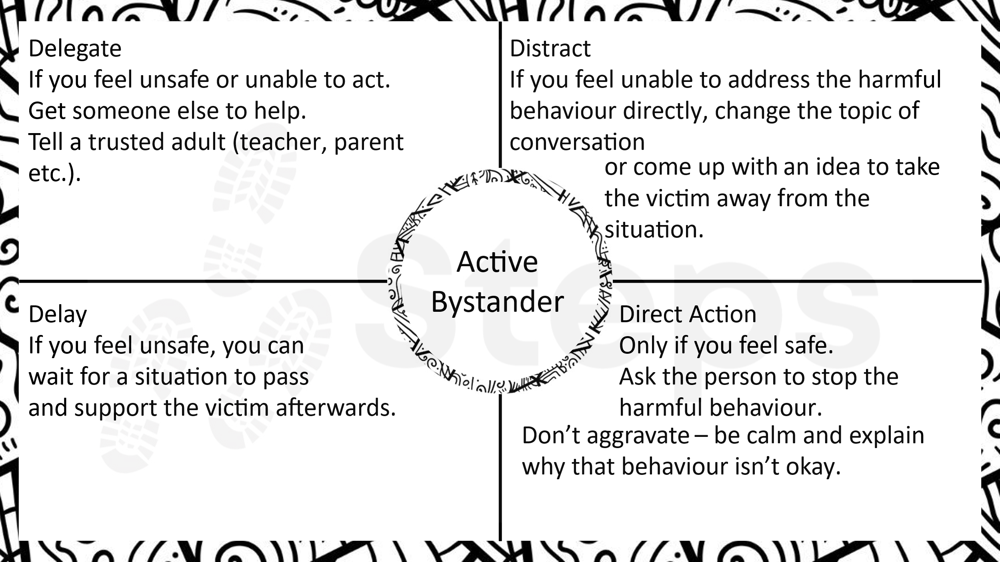 Delegate
If you feel unsafe or unable to act.
Get someone else to help.
Tell a trusted adult (teacher, parent
etc.).
Distract
If you feel unable to address the harmful
behaviour directly, change the topic of
conversation
or come up with an idea to take
the victim away from the
situation.
Active
Bystander
Delay
If you feel unsafe, you can
wait for a situation to pass
and support the victim afterwards.
Direct Action
Only if you feel safe.
Ask the person to stop the
harmful behaviour.
Don’t aggravate – be calm and explain
why that behaviour isn’t okay.
Steps